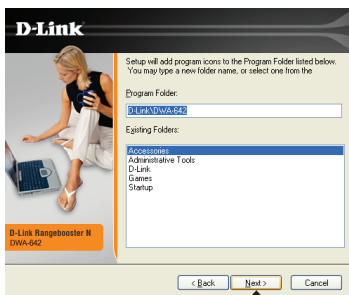 D-Link
Setup will add program icons to the Program Folder listed below.
You may type a new folder name, or select one from the
Program Folder:
D-Link\DWA-642
Existing Folders:
Accessories
Administrative Tools
D-Link
Games
Startup
D-Link Rangebooster N
DWA-642
< Back
Next >
Cancel